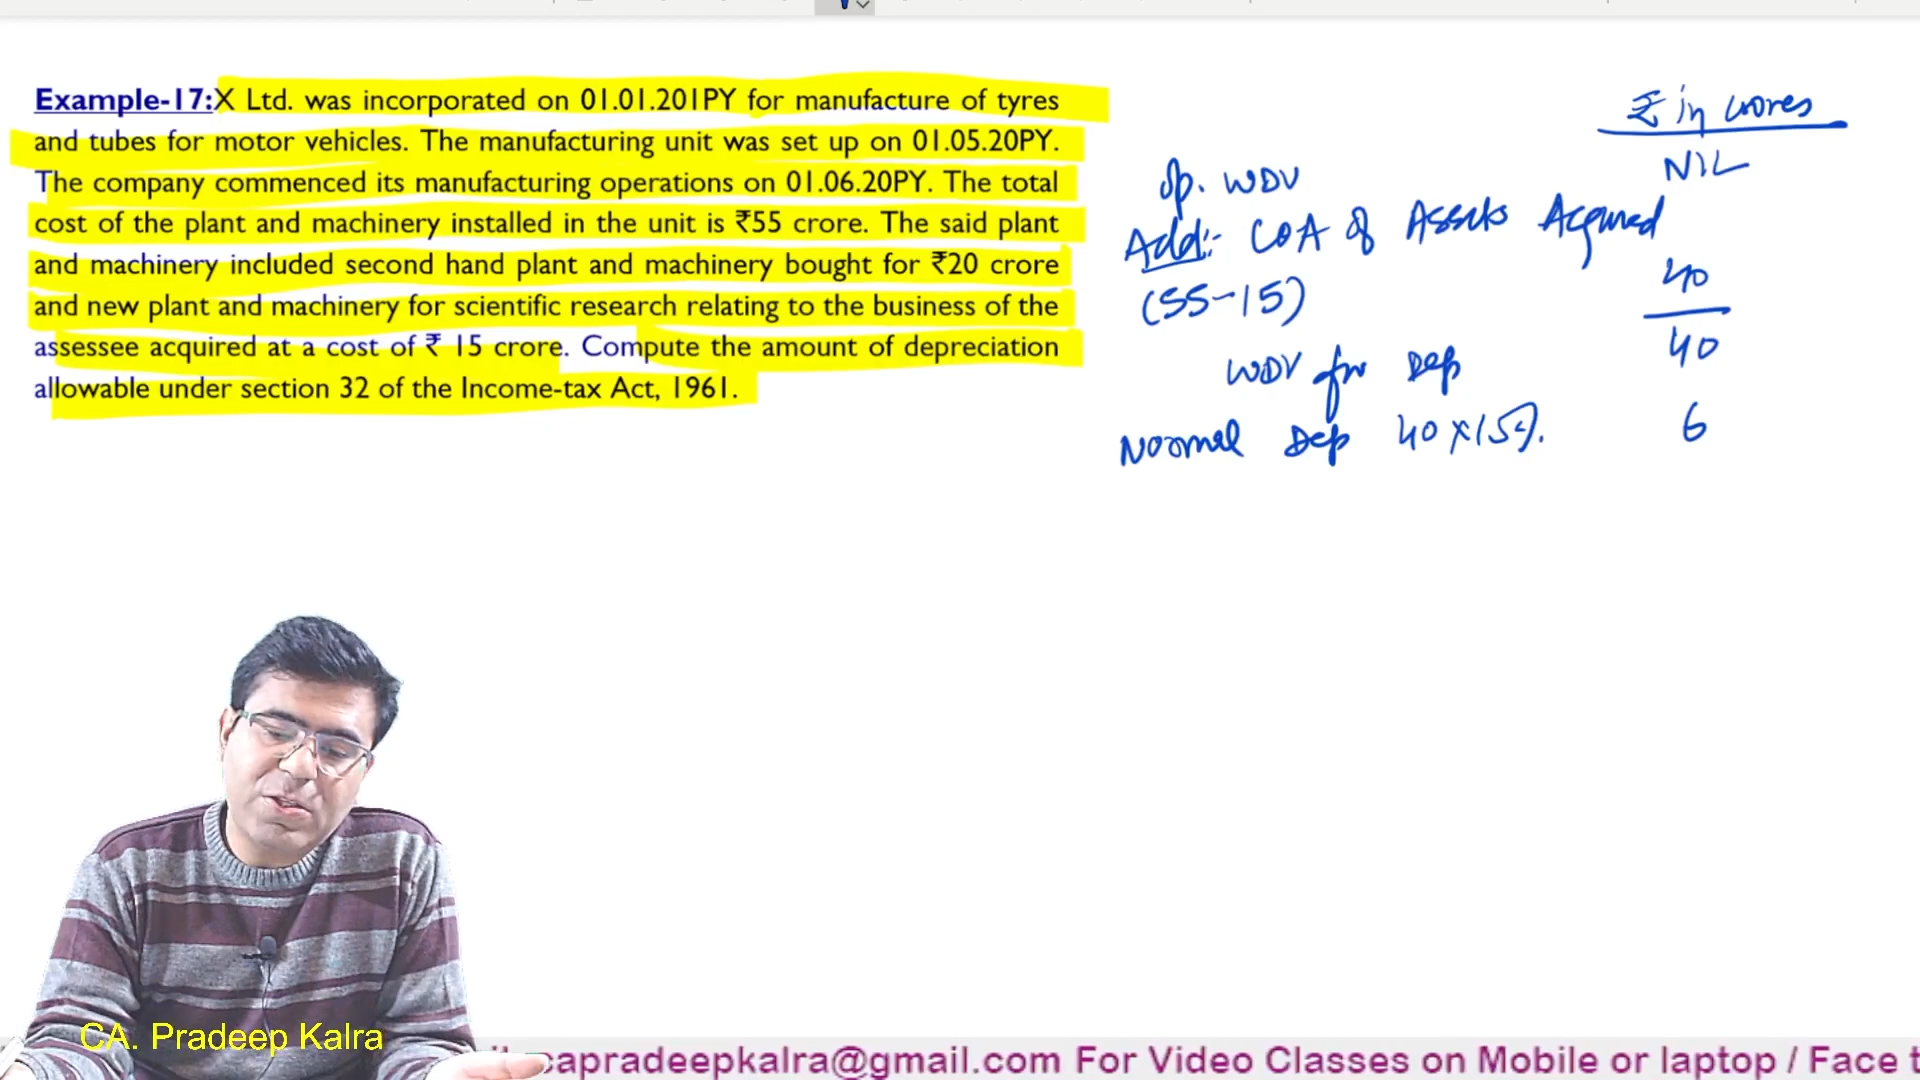 Example-17:X Ltd. was incorporated on 01.01.201PY for manufacture of tyres
and tubes for motor vehicles. The manufacturing unit was set up on 01.05.20PY.
The company commenced its manufacturing operations on 01.06.20PY. The total
cost of the plant and machinery installed in the unit is ₹55 crore. The said plant
and machinery included second hand plant and machinery bought for ₹20 crore
and new plant and machinery for scientific research relating to the business of the
assessee acquired at a cost of ₹ 15 crore. Compute the amount of depreciation
allowable under section 32 of the Income-tax Act, 1961.
₹ in crores
Op. WDV NIL
Add:- COA of Assets Acquired
(55-15) 40
WDV for Dep 40
Normal Dep 40 x 15%. 6
CA. Pradeep Kalra
capradeepkalra@gmail.com For Video Classes on Mobile or laptop / Face t